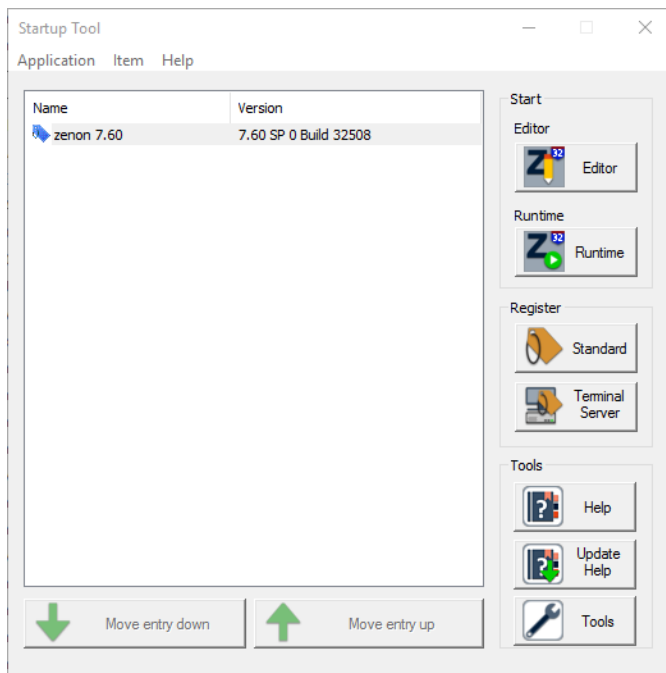 Startup Tool
Application Item Help
Name Version
zenon 7.60 7.60 SP 0 Build 32508
Start
Editor
Z 32 Editor
Runtime
Z 32 Runtime
Register
Standard
Terminal
Server
Tools
? Help
? Update
Help
Tools
Move entry down Move entry up